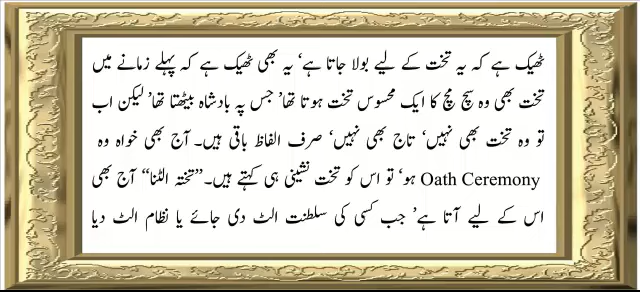 ٹھیک ہے کہ یہ تخت کے لیے بولا جاتا ہے‘ یہ بھی ٹھیک ہے کہ پہلے زمانے میں
تخت بھی وہ سچ مچ کا ایک محسوس تخت ہوتا تھا‘ جس پہ بادشاہ بیٹھتا تھا‘ لیکن اب
تو وہ تخت بھی نہیں‘ تاج بھی نہیں‘ صرف الفاظ باقی ہیں۔ آج بھی خواہ وہ
Oath Ceremony ہو‘ تو اس کو تخت نشینی ہی کہتے ہیں۔ ’’تختہ الٹنا‘‘ آج بھی
اس کے لیے آتا ہے‘ جب کسی کی سلطنت الٹ دی جائے یا نظام الٹ دیا